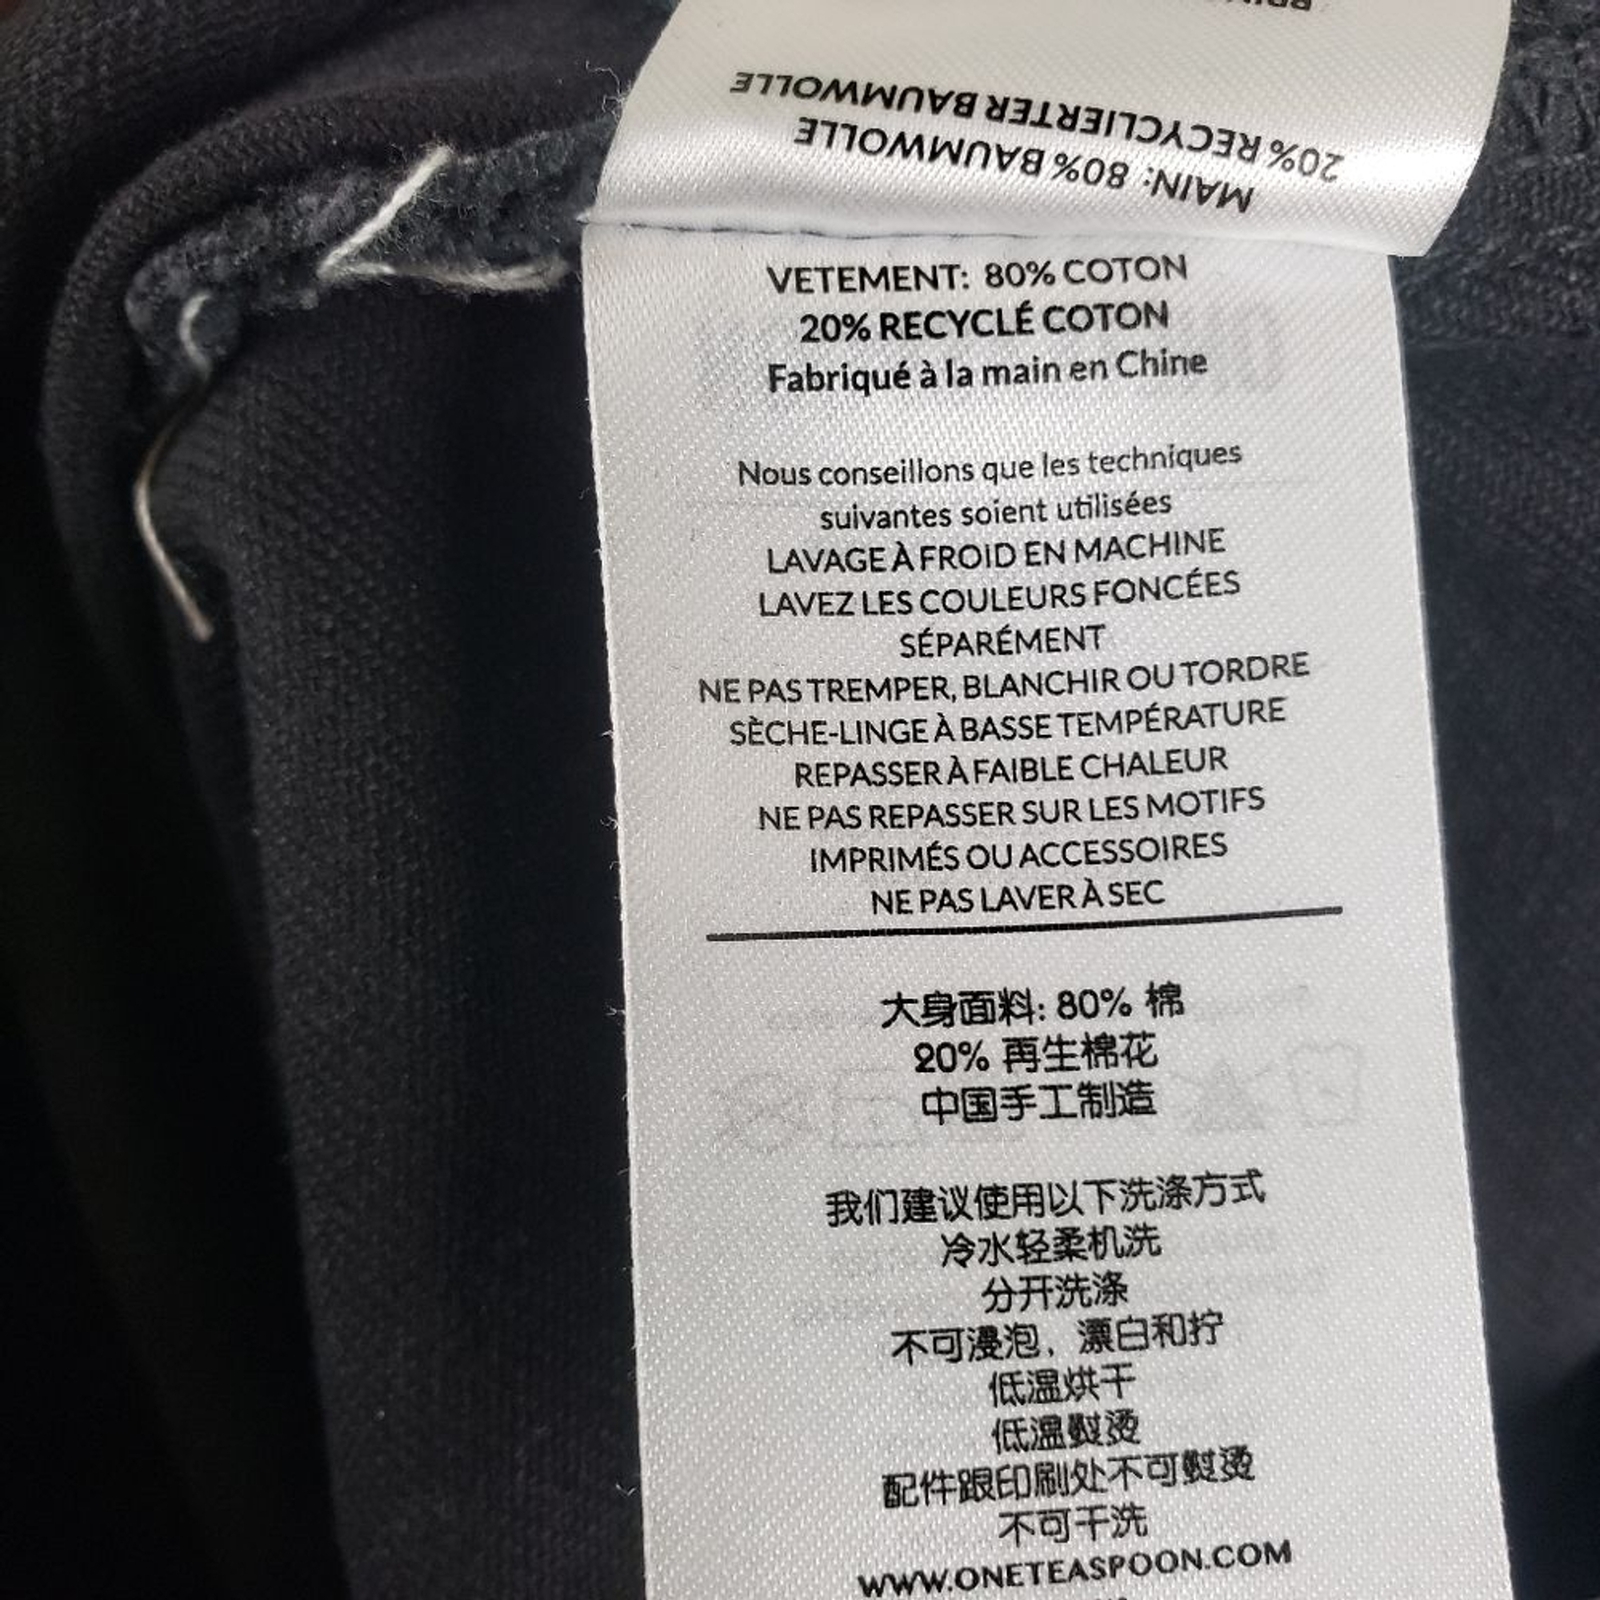 MAIN: 80% BAUMWOLLE
20% RECYCLIERTER BAUMWOLLE
VETEMENT: 80% COTON
20% RECYCLÉ COTON
Fabriqué à la main en Chine
Nous conseillons que les techniques
suivantes soient utilisées
LAVAGE À FROID EN MACHINE
LAVEZ LES COULEURS FONCÉES
SÉPARÉMENT
NE PAS TREMPER, BLANCHIR OU TORDRE
SÈCHE-LINGE À BASSE TEMPÉRATURE
REPASSER À FAIBLE CHALEUR
NE PAS REPASSER SUR LES MOTIFS
IMPRIMÉS OU ACCESSOIRES
NE PAS LAVER À SEC
大身面料: 80% 棉
20% 再生棉花
中国手工制造
我们建议使用以下洗涤方式
冷水轻柔机洗
分开洗涤
不可浸泡，漂白和拧
低温烘干
低温熨烫
配件跟印刷处不可熨烫
不可干洗
WWW.ONETEASPOON.COM